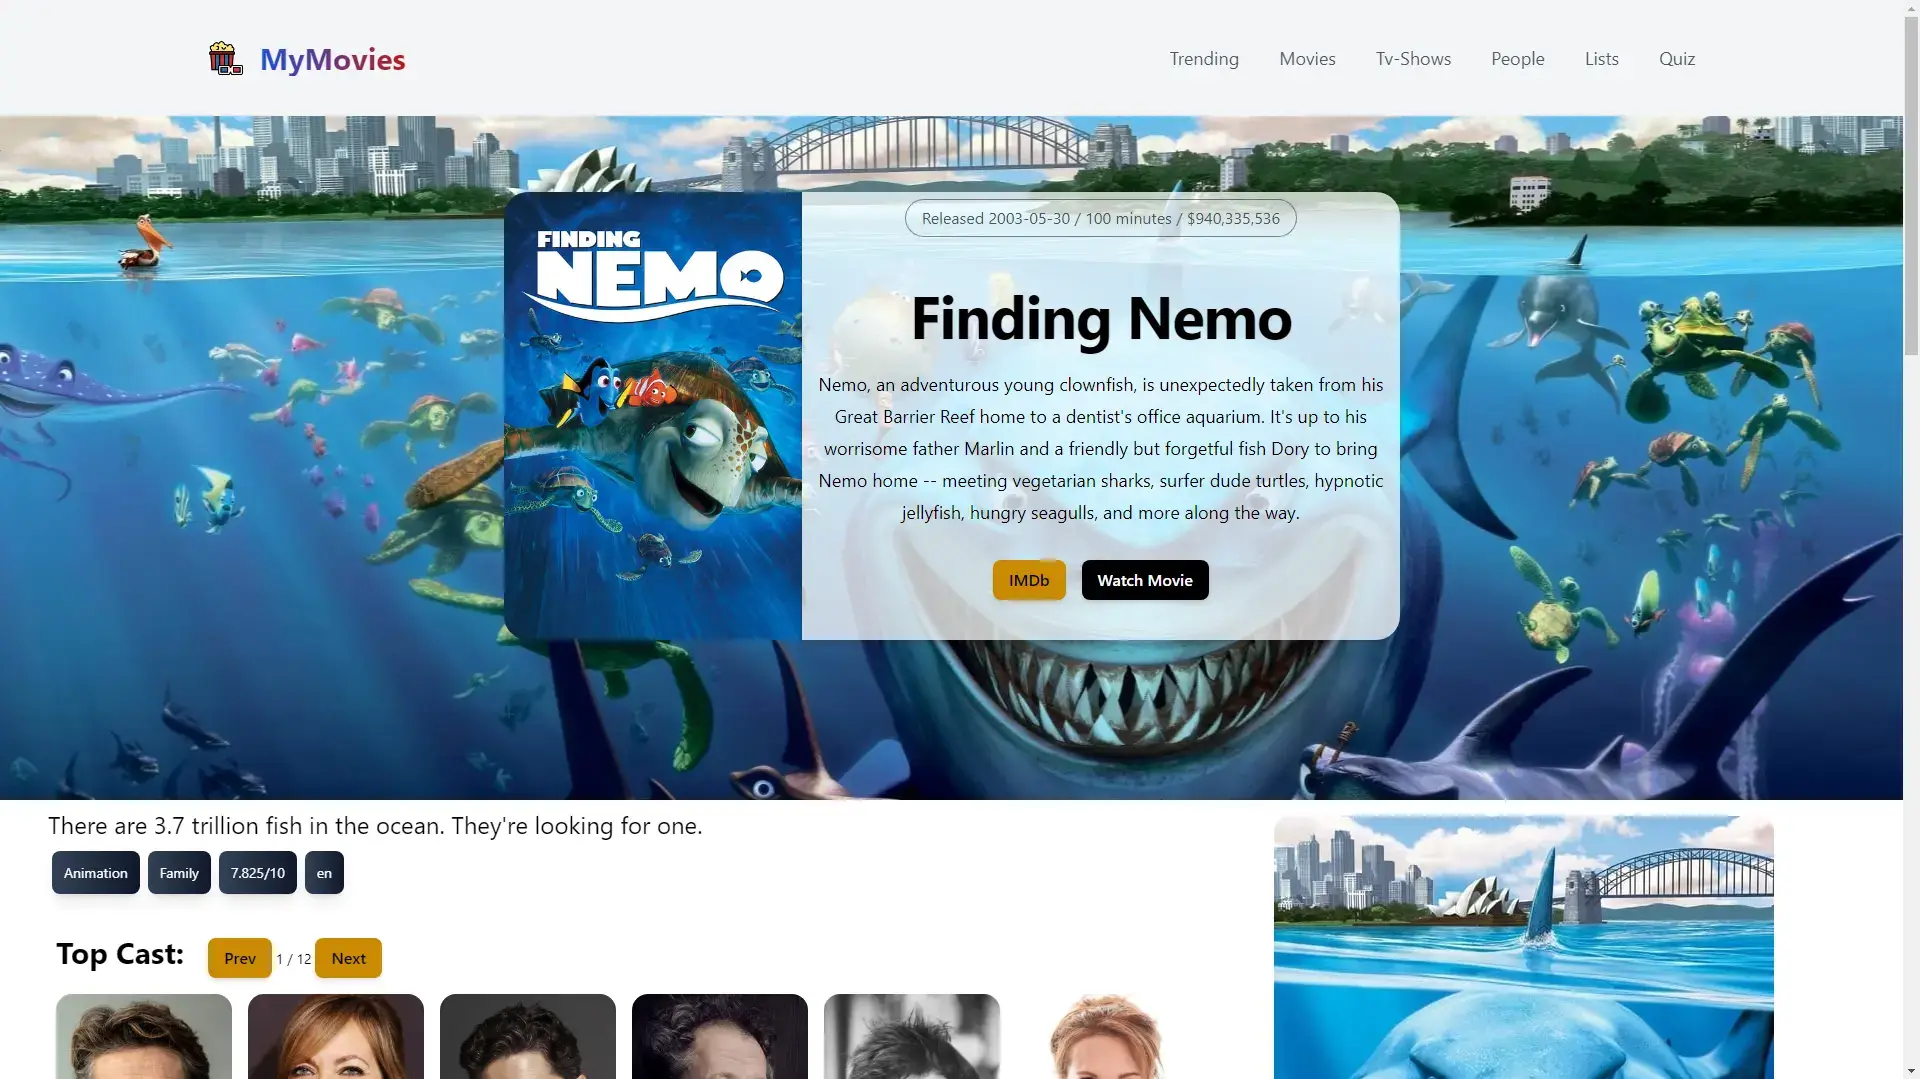 MyMovies
Trending
Movies
Tv-Shows
People
Lists
Quiz
FINDING
NEMO
Released 2003-05-30 / 100 minutes / $940,335,536
Finding Nemo
Nemo, an adventurous young clownfish, is unexpectedly taken from his
Great Barrier Reef home to a dentist's office aquarium. It's up to his
worrisome father Marlin and a friendly but forgetful fish Dory to bring
Nemo home -- meeting vegetarian sharks, surfer dude turtles, hypnotic
jellyfish, hungry seagulls, and more along the way.
IMDb
Watch Movie
There are 3.7 trillion fish in the ocean. They're looking for one.
Animation
Family
7.825/10
en
Top Cast:
Prev
1 / 12
Next